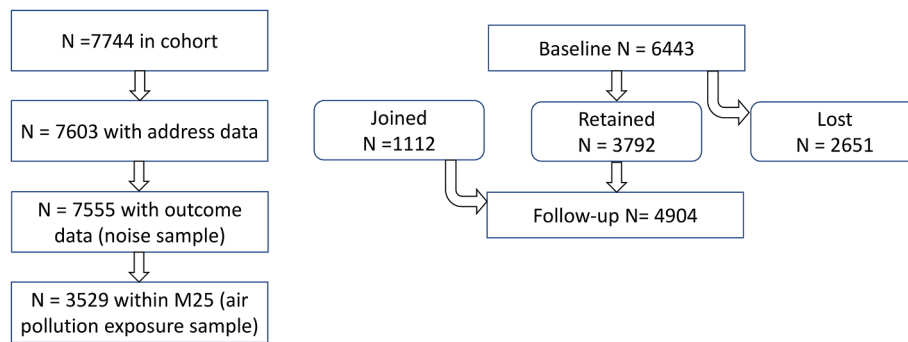 N =7744 in cohort
N = 7603 with address data
N = 7555 with outcome
data (noise sample)
N = 3529 within M25 (air
pollution exposure sample)
Baseline N = 6443
Joined
N =1112
Retained
N = 3792
Lost
N = 2651
Follow-up N= 4904